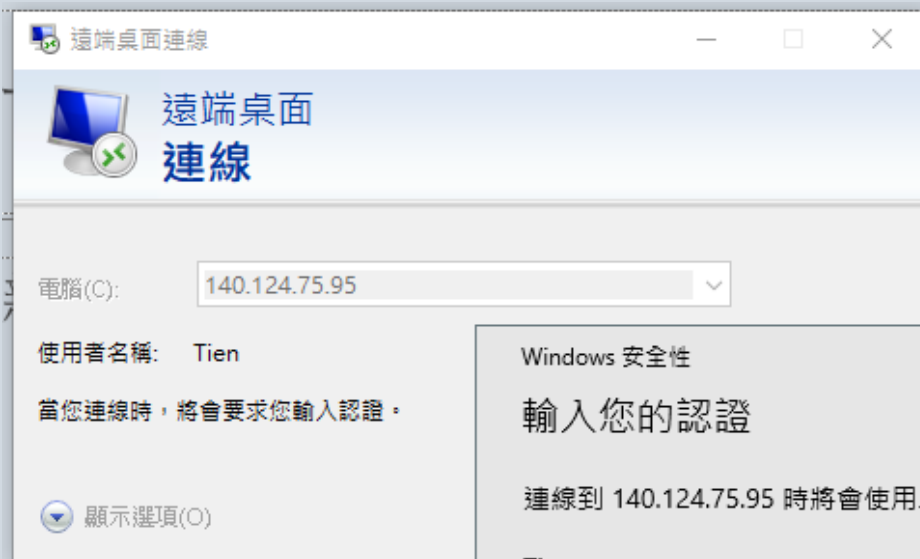 遠端桌面連線
遠端桌面
連線
電腦(C):
140.124.75.95
使用者名稱: Tien
當您連線時，將會要求您輸入認證。
顯示選項(O)
Windows 安全性
輸入您的認證
連線到 140.124.75.95 時將會使用